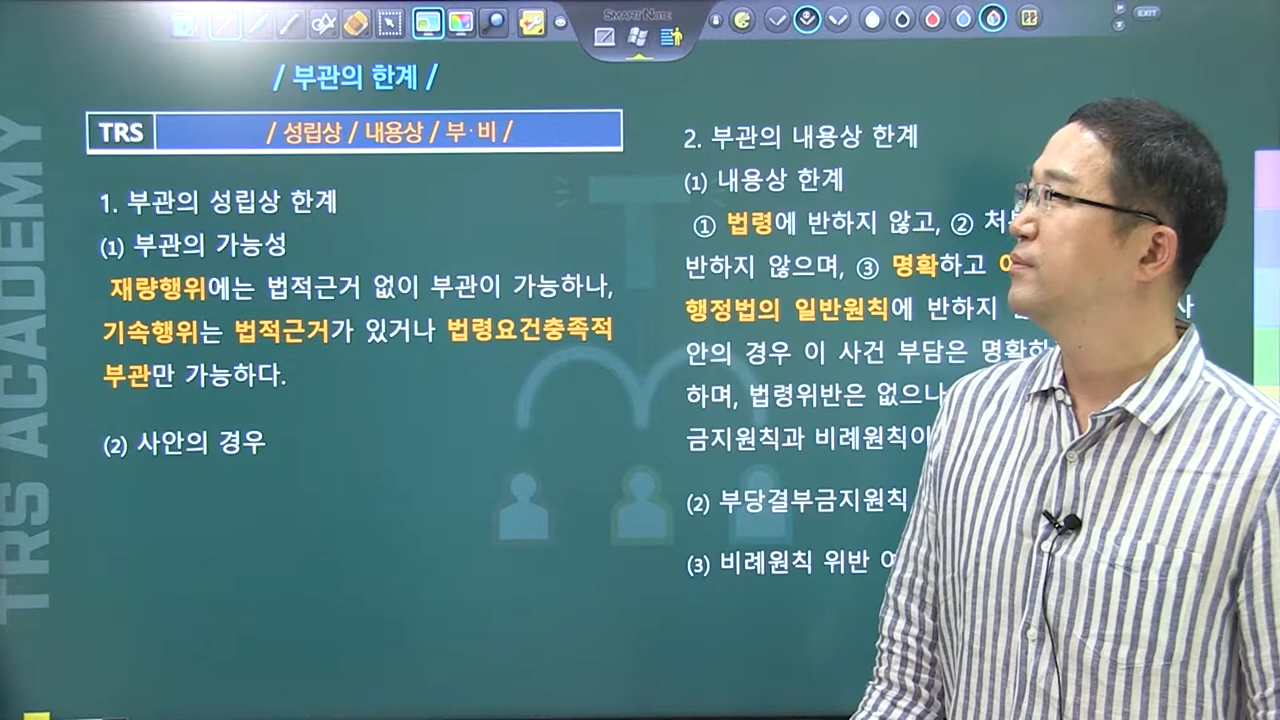 SMART NOTE
EXIT
/ 부관의 한계 /
TRS / 성립상 / 내용상 / 부·비 /
1. 부관의 성립상 한계
(1) 부관의 가능성
재량행위에는 법적근거 없이 부관이 가능하나,
기속행위는 법적근거가 있거나 법령요건충족적
부관만 가능하다.
(2) 사안의 경우
2. 부관의 내용상 한계
(1) 내용상 한계
① 법령에 반하지 않고, ②
반하지 않으며, ③ 명확하고
행정법의 일반원칙에 반하지 사
안의 경우 이 사건 부담은
하며, 법령위반은 없으나
금지원칙과
(2) 부당결부금지원칙
(3) 비례원칙 위반
TRS ACADEMY